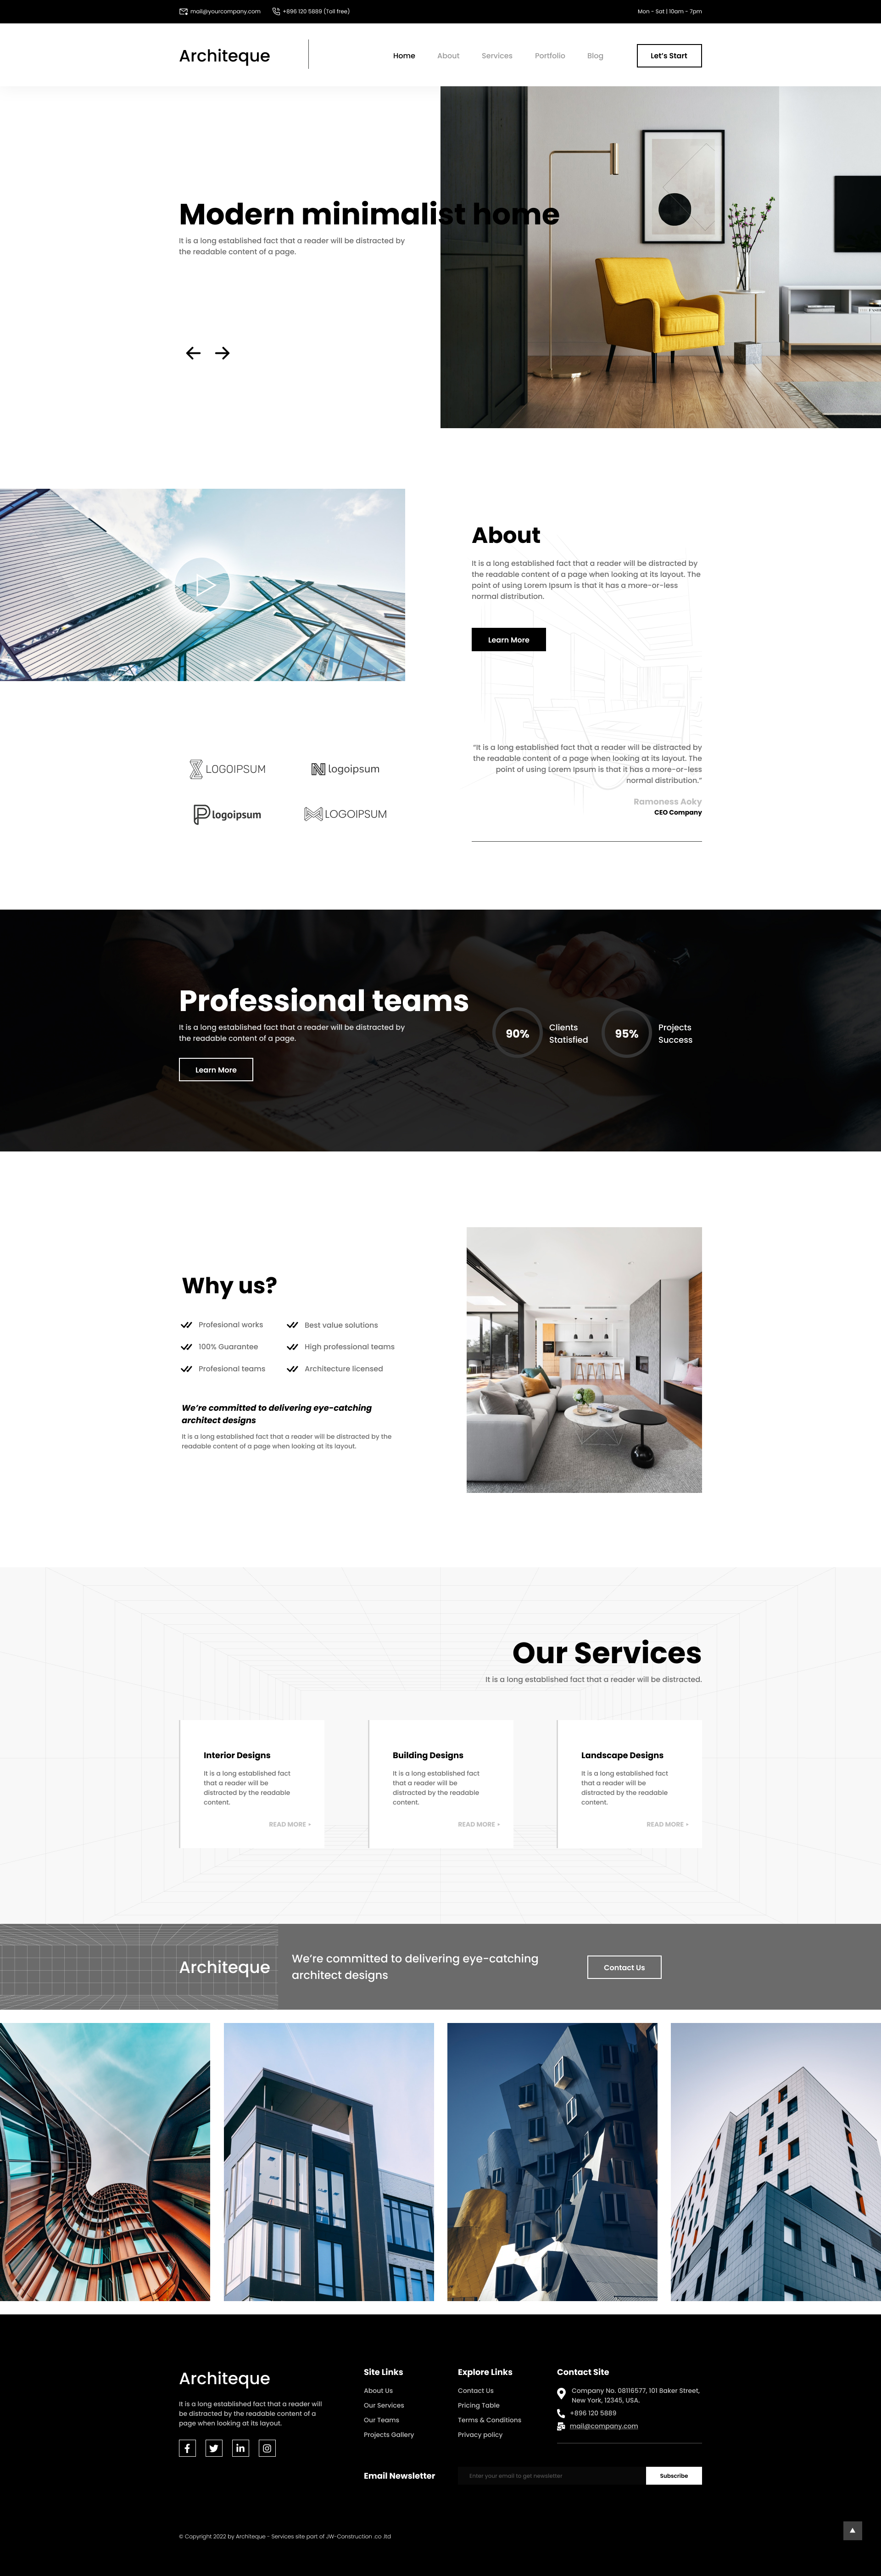 mail@yourcompany.com
+896 120 5889 (Toll free)
Mon - Sat | 10am - 7pm
Architeque
Home
About
Services
Portfolio
Blog
Let's Start
Modern minimalist home
It is a long established fact that a reader will be distracted by
the readable content of a page.
About
It is a long established fact that a reader will be distracted by
the readable content of a page when looking at its layout. The
point of using Lorem Ipsum is that it has a more-or-less
normal distribution.
Learn More
LOGOIPSUM
logoipsum
logoipsum
LOGOIPSUM
"It is a long established fact that a reader will be distracted by
the readable content of a page when looking at its layout. The
point of using Lorem Ipsum is that it has a more-or-less
normal distribution."
Ramoness Aoky
CEO Company
Professional teams
It is a long established fact that a reader will be distracted by
the readable content of a page.
Learn More
90%
Clients
Statisfied
95%
Projects
Success
Why us?
Profesional works
Best value solutions
100% Guarantee
High professional teams
Profesional teams
Architecture licensed
We're committed to delivering eye-catching
architect designs
It is a long established fact that a reader will be distracted by the
readable content of a page when looking at its layout.
Our Services
It is a long established fact that a reader will be distracted.
Interior Designs
It is a long established fact
that a reader will be
distracted by the readable
content.
READ MORE +
Building Designs
It is a long established fact
that a reader will be
distracted by the readable
content.
READ MORE +
Landscape Designs
It is a long established fact
that a reader will be
distracted by the readable
content.
READ MORE +
Architeque
We're committed to delivering eye-catching
architect designs
Contact Us
Architeque
It is a long established fact that a reader will
be distracted by the readable content of a
page when looking at its layout.
Site Links
About Us
Our Services
Our Teams
Projects Gallery
Explore Links
Contact Us
Pricing Table
Terms & Conditions
Privacy policy
Contact Site
Company No. 08116577, 101 Baker Street,
New York, 12345, USA.
+896 120 5889
mail@company.com
Email Newsletter
Enter your email to get newsletter
Subscribe
© Copyright 2022 by Architeque - Services site part of JW-Construction .co .ltd